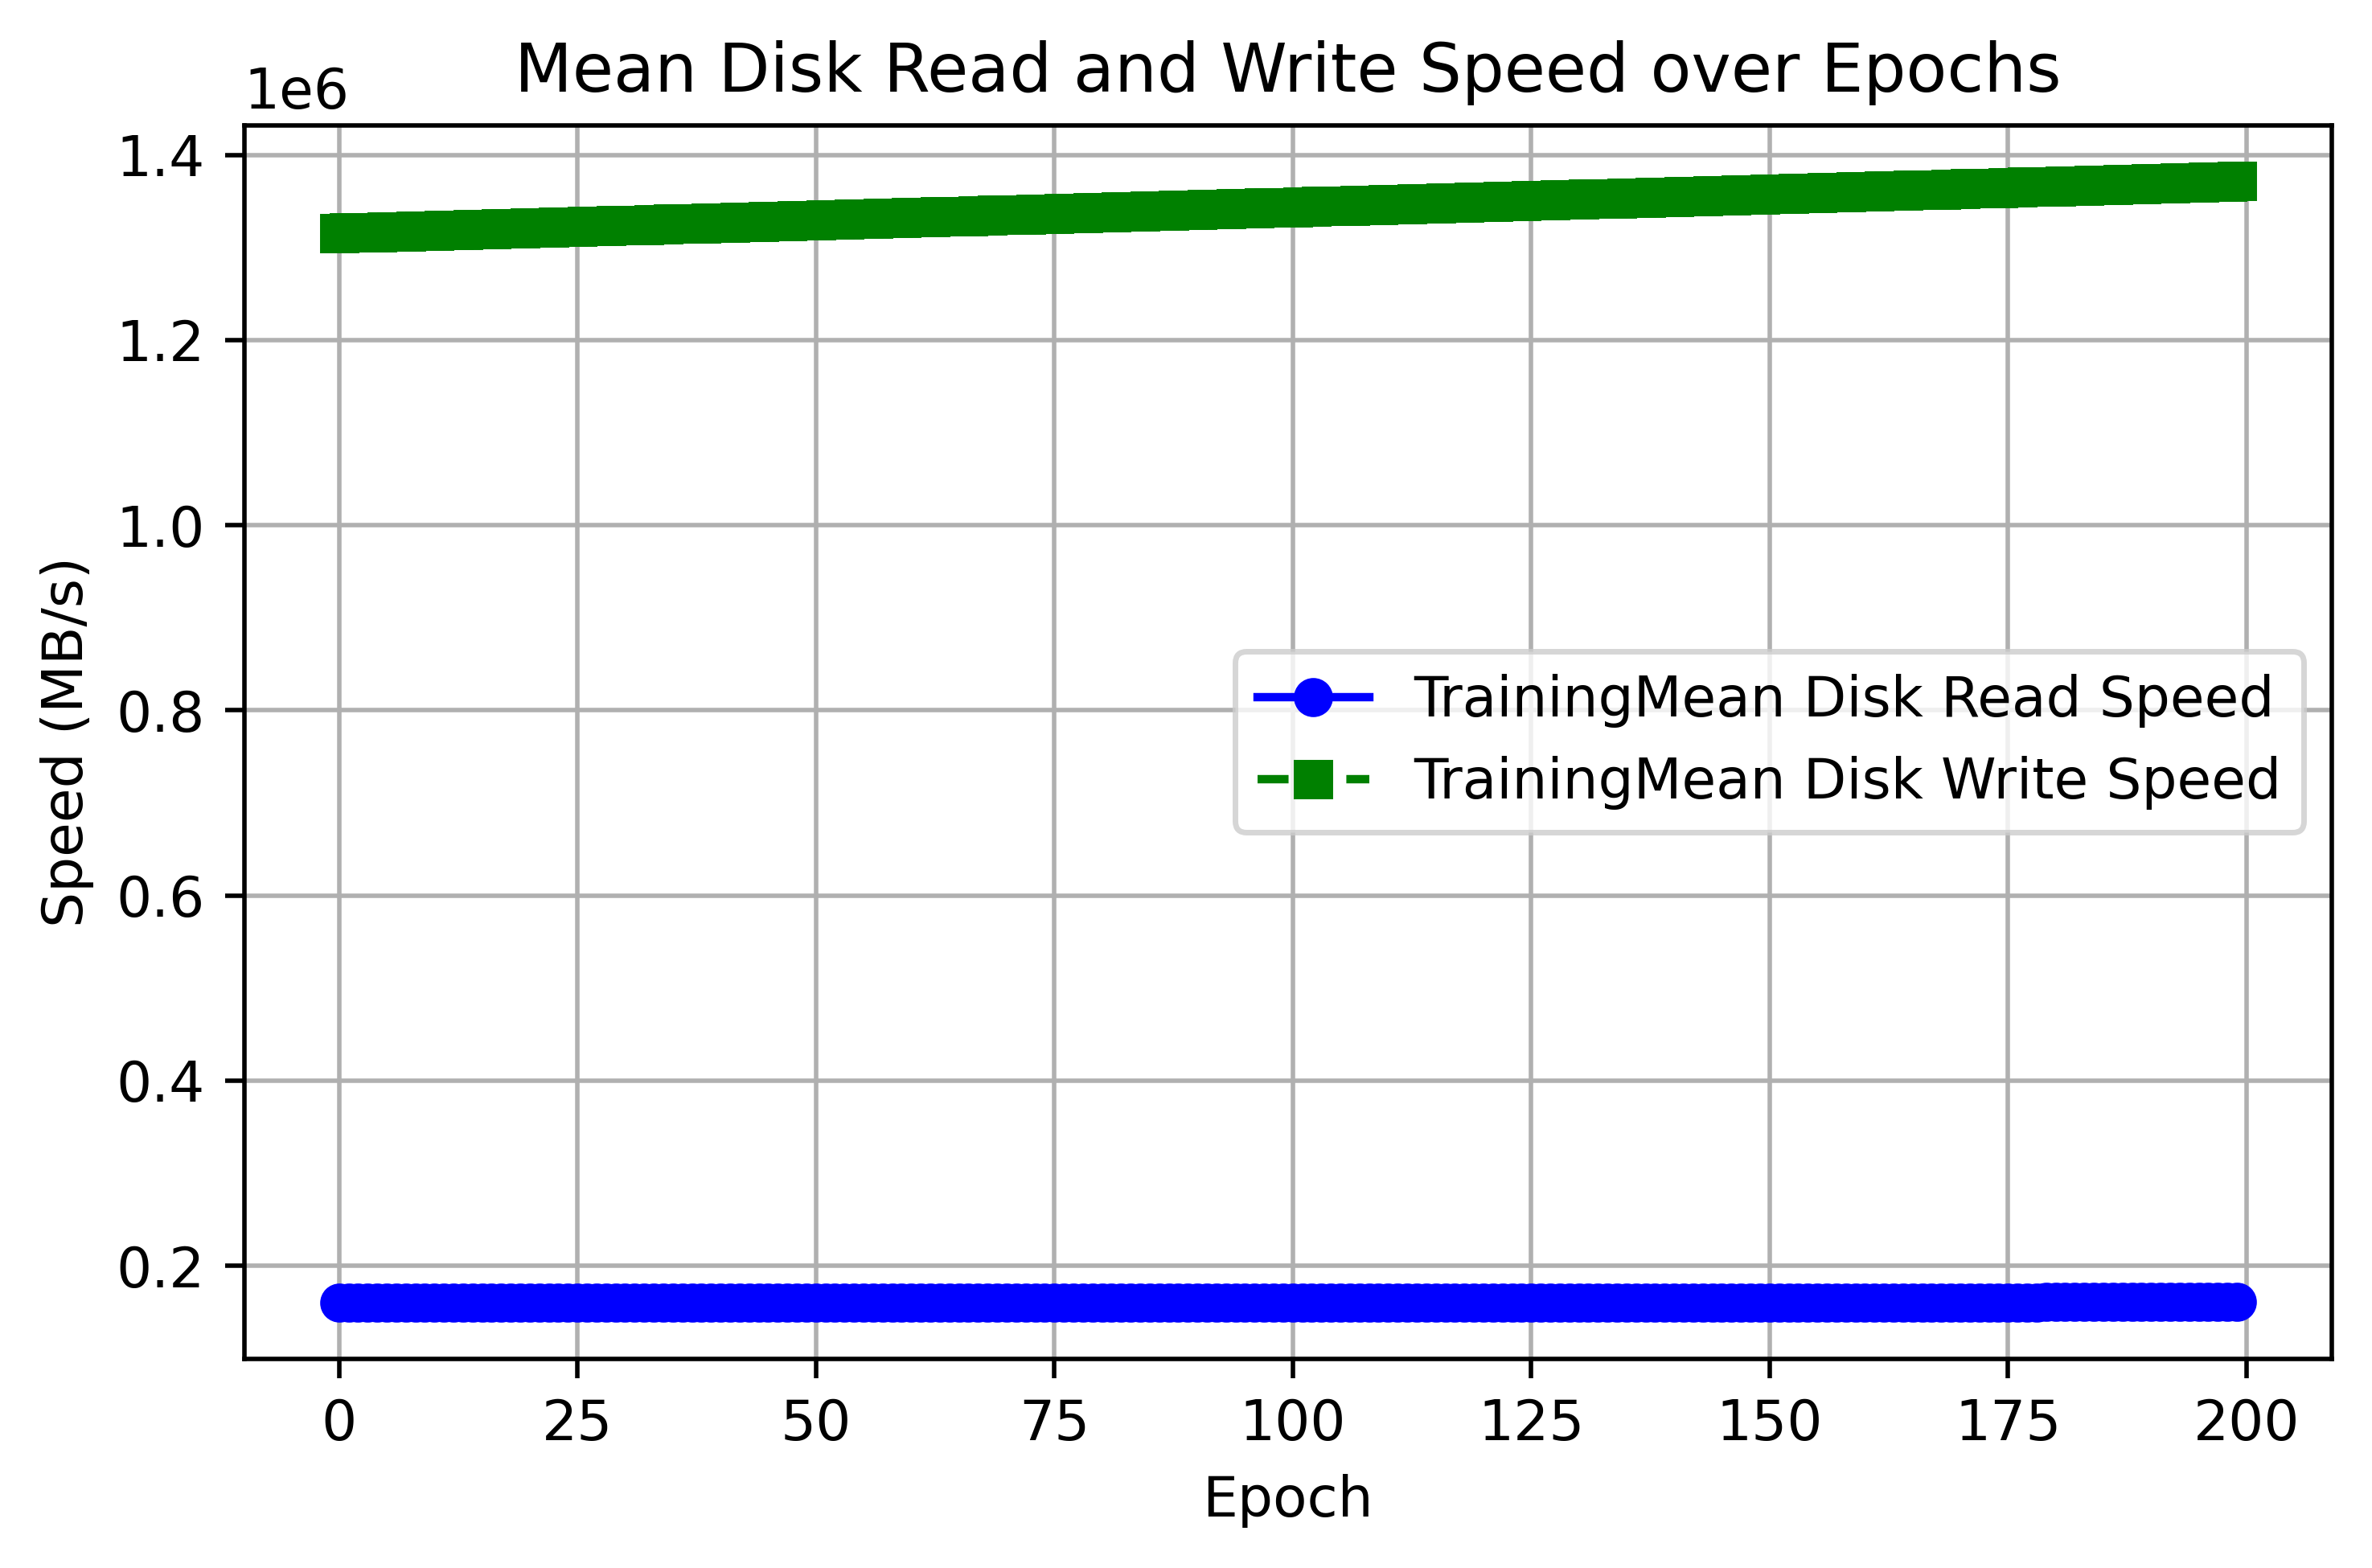 Mean Disk Read and Write Speed over Epochs
1e6
1.4
1.2
1.0
0.8
0.6
0.4
0.2
Speed (MB/s)
TrainingMean Disk Read Speed
TrainingMean Disk Write Speed
0 25 50 75 100 125 150 175 200
Epoch